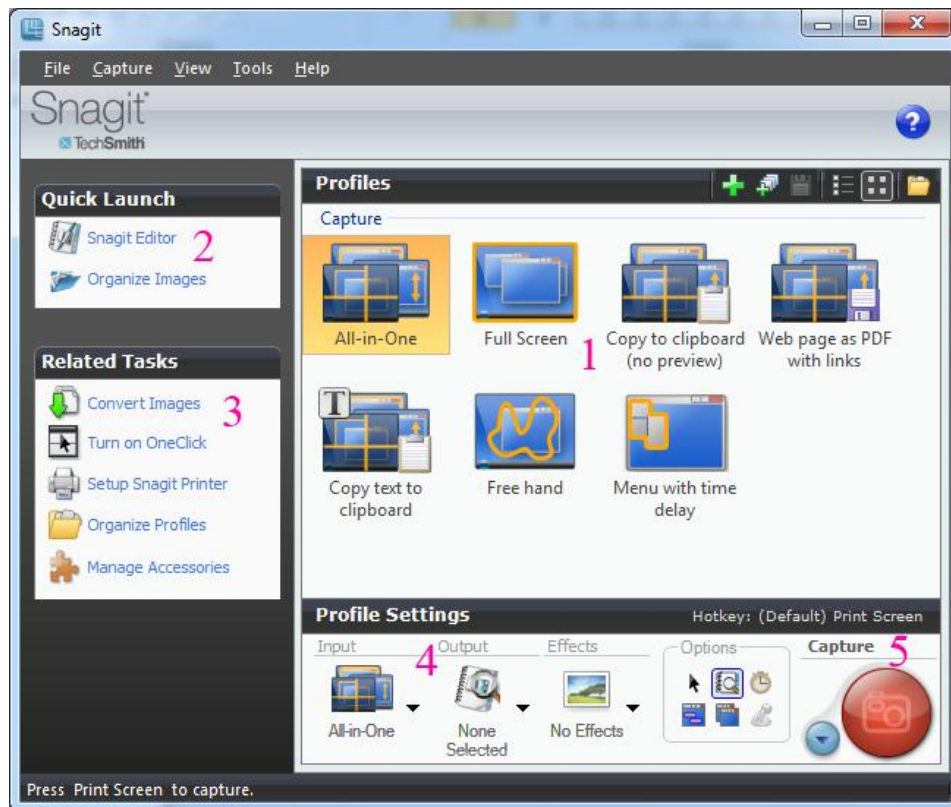 Snagit
File Capture View Tools Help
Snagit
TechSmith
?
Quick Launch
Snagit Editor
2
Organize Images
Related Tasks
Convert Images
3
Turn on OneClick
Setup Snagit Printer
Organize Profiles
Manage Accessories
Profiles
Capture
All-in-One
Full Screen
1
Copy to clipboard
(no preview)
Web page as PDF
with links
T
Copy text to
clipboard
Free hand
Menu with time
delay
Profile Settings
Hotkey: (Default) Print Screen
Input
4
Output
Effects
Options
Capture
5
All-in-One
None
Selected
No Effects
Press Print Screen to capture.